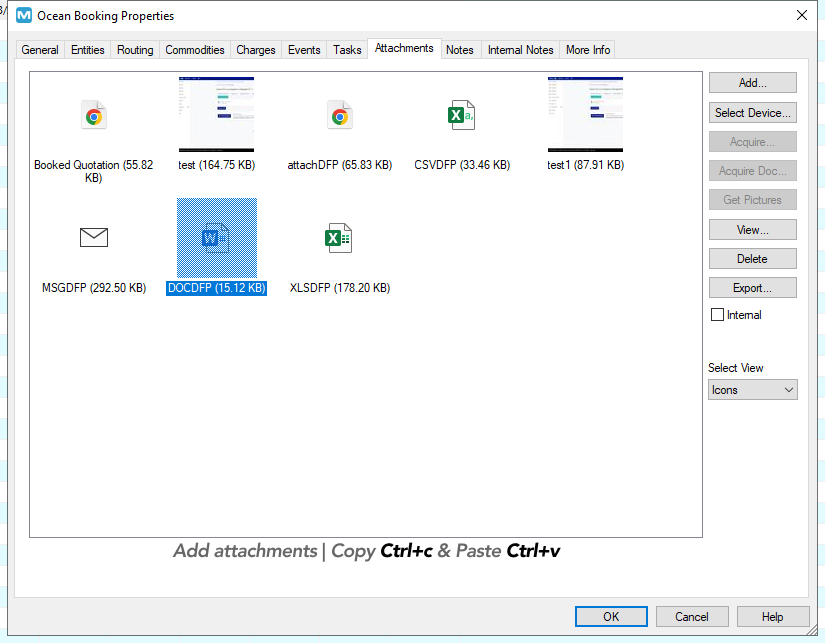 3/
Ocean Booking Properties
General Entities Routing Commodities Charges Events Tasks Attachments Notes Internal Notes More Info
Booked Quotation (55.82
KB)
test (164.75 KB)
attachDFP (65.83 KB)
CSVDFP (33.46 KB)
test1 (87.91 KB)
MSGDFP (292.50 KB)
DOCDFP (15.12 KB)
XLSDFP (178.20 KB)
Add...
Select Device...
Acquire...
Acquire Doc...
Get Pictures
View...
Delete
Export...
Internal
Select View
Icons
Add attachments | Copy Ctrl+c & Paste Ctrl+v
OK Cancel Help